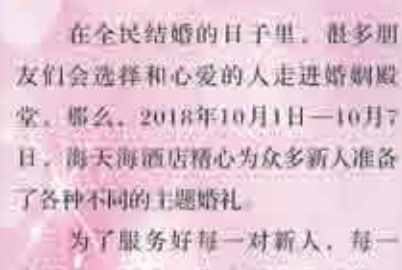 在全民结婚的日子里，很多朋
友们会选择和心爱的人走进婚姻殿
堂。那么，2018年10月1日—10月7
日，海天海酒店精心为众多新人准备
了各种不同的主题婚礼。
为了服务好每一对新人，每一